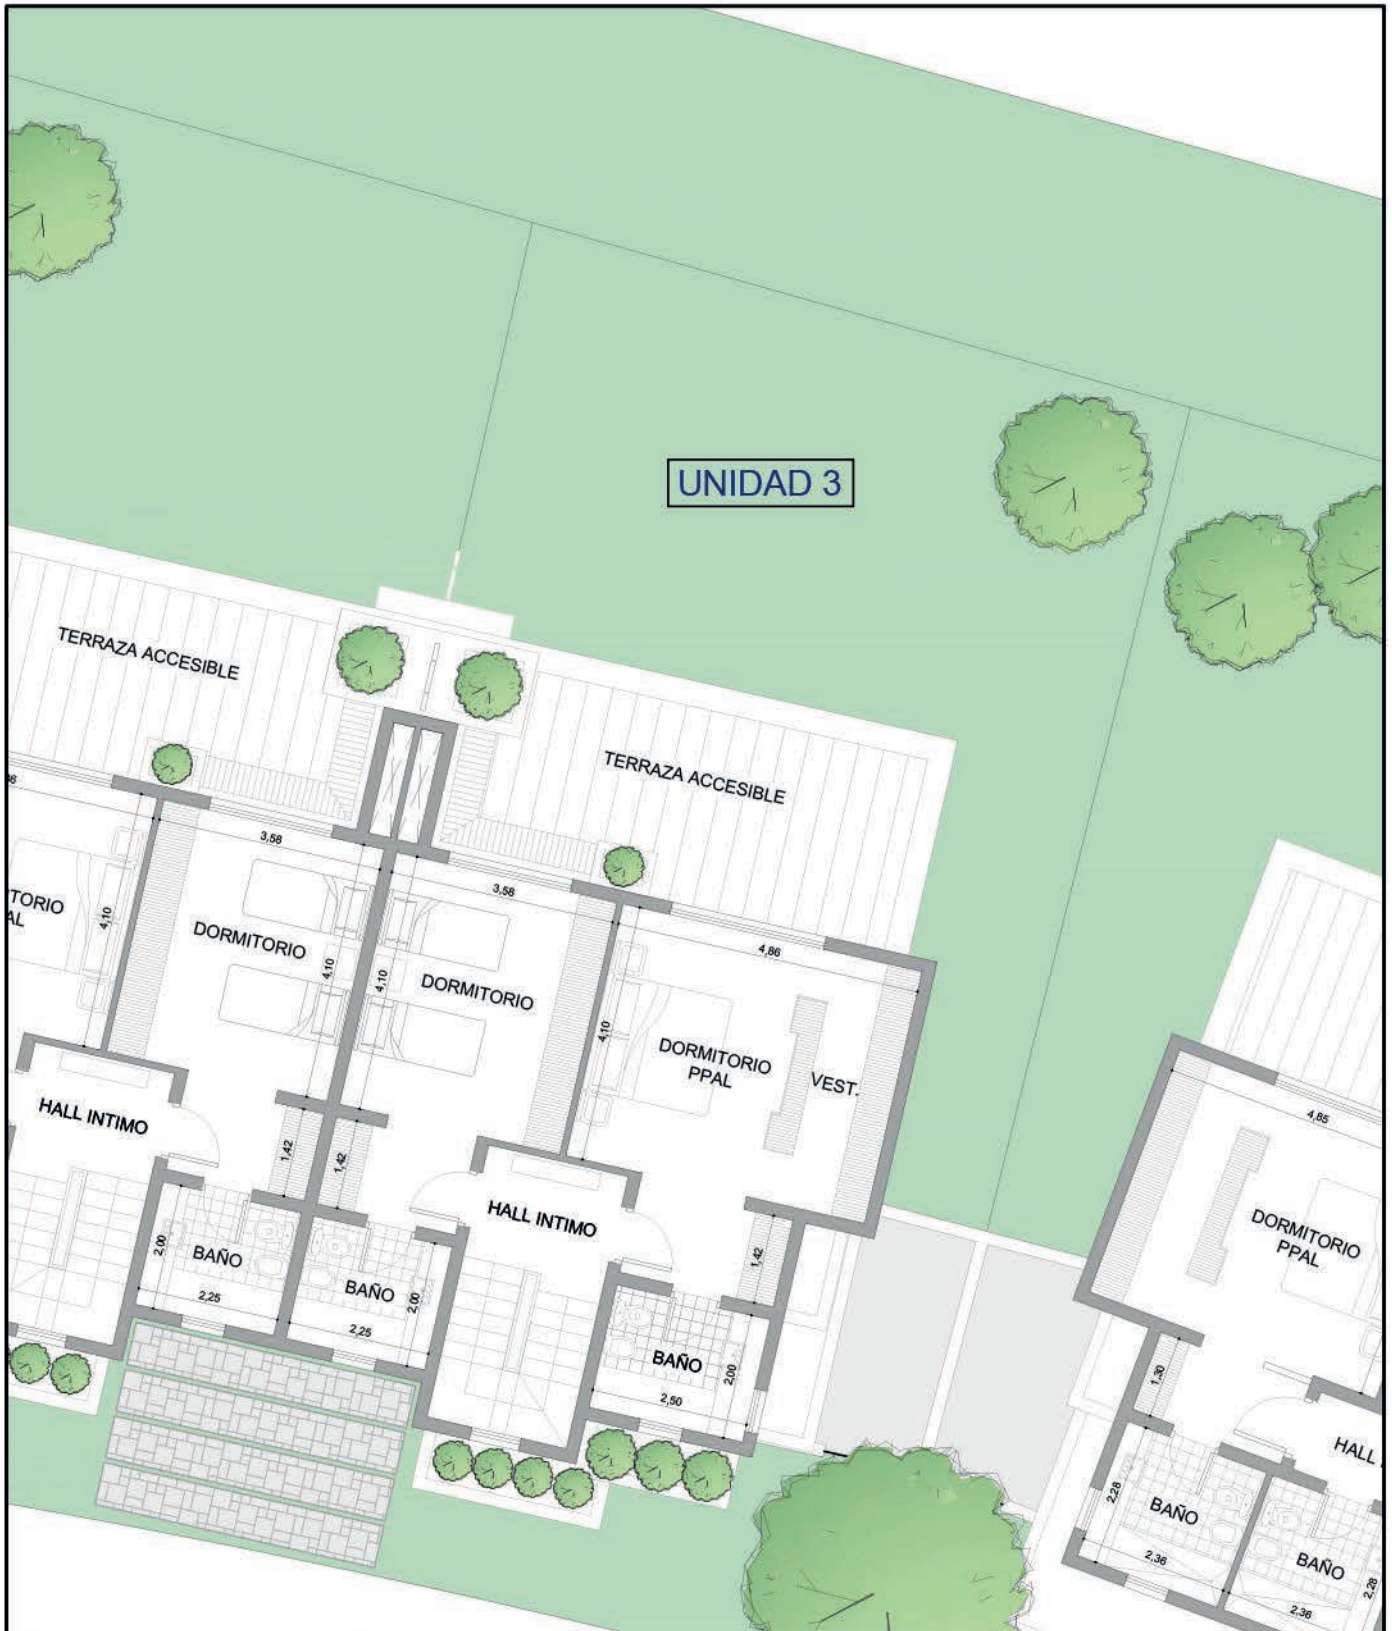 UNIDAD 3
TERRAZA ACCESIBLE
TERRAZA ACCESIBLE
3,58
3,58
4,86
4,10
DORMITORIO
4,10
4,10
DORMITORIO
4,10
DORMITORIO
PPAL
VEST.
4,85
HALL INTIMO
1,42
1,42
HALL INTIMO
1,42
DORMITORIO
PPAL
2,00
BAÑO
2,25
BAÑO
2,00
2,25
BAÑO
2,00
2,50
1,30
HALL
2,28
BAÑO
2,36
BAÑO
2,28
2,36